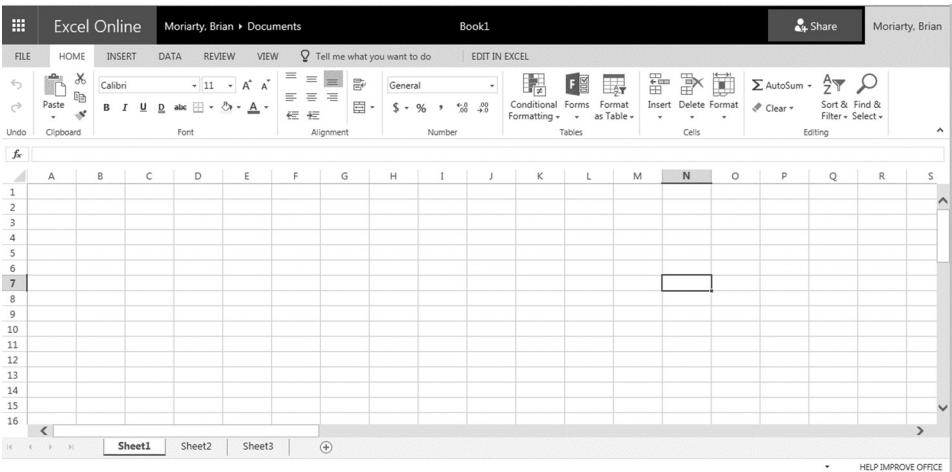 Excel Online Moriarty, Brian ▸ Documents Book1 Share Moriarty, Brian
FILE HOME INSERT DATA REVIEW VIEW Tell me what you want to do EDIT IN EXCEL
Calibri 11 A A General AutoSum
Paste Conditional Forms Format Insert Delete Format Sort & Find &
B I U D abc A $ % , .00 .00 Formatting as Table Clear Filter Select
Undo Clipboard Font Alignment Number Tables Cells Editing
fx
A B C D E F G H I J K L M N O P Q R S
1
2
3
4
5
6
7
8
9
10
11
12
13
14
15
16
Sheet1 Sheet2 Sheet3
HELP IMPROVE OFFICE